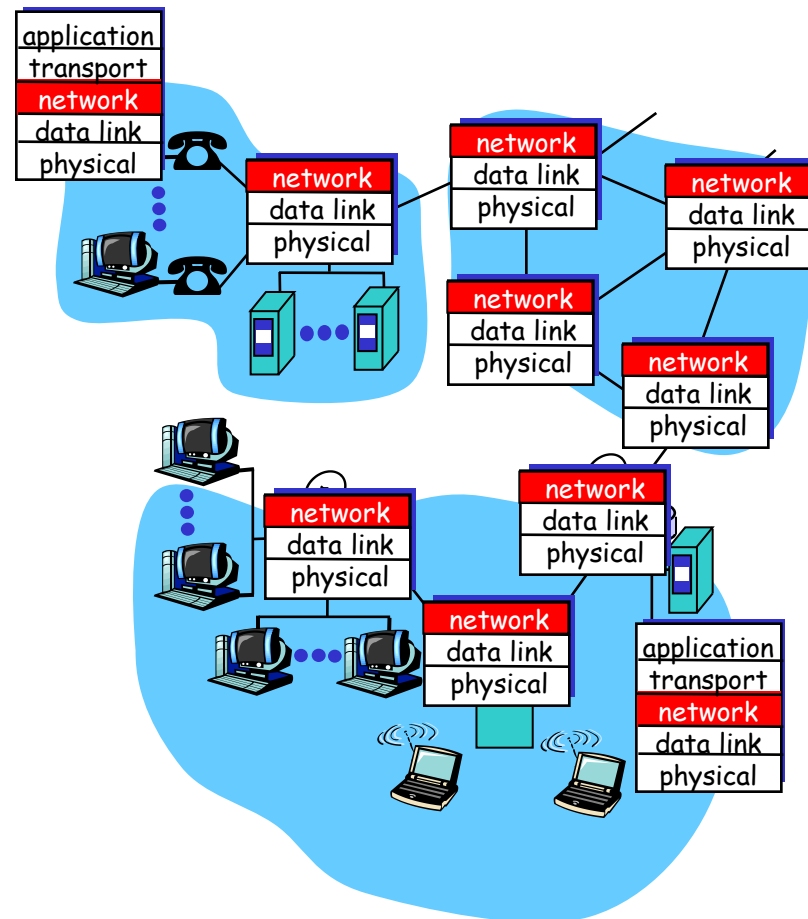 application
transport
network
data link
physical
network
data link
physical
network
data link
physical
network
data link
physical
network
data link
physical
network
data link
physical
network
data link
physical
network
data link
physical
network
data link
physical
application
transport
network
data link
physical